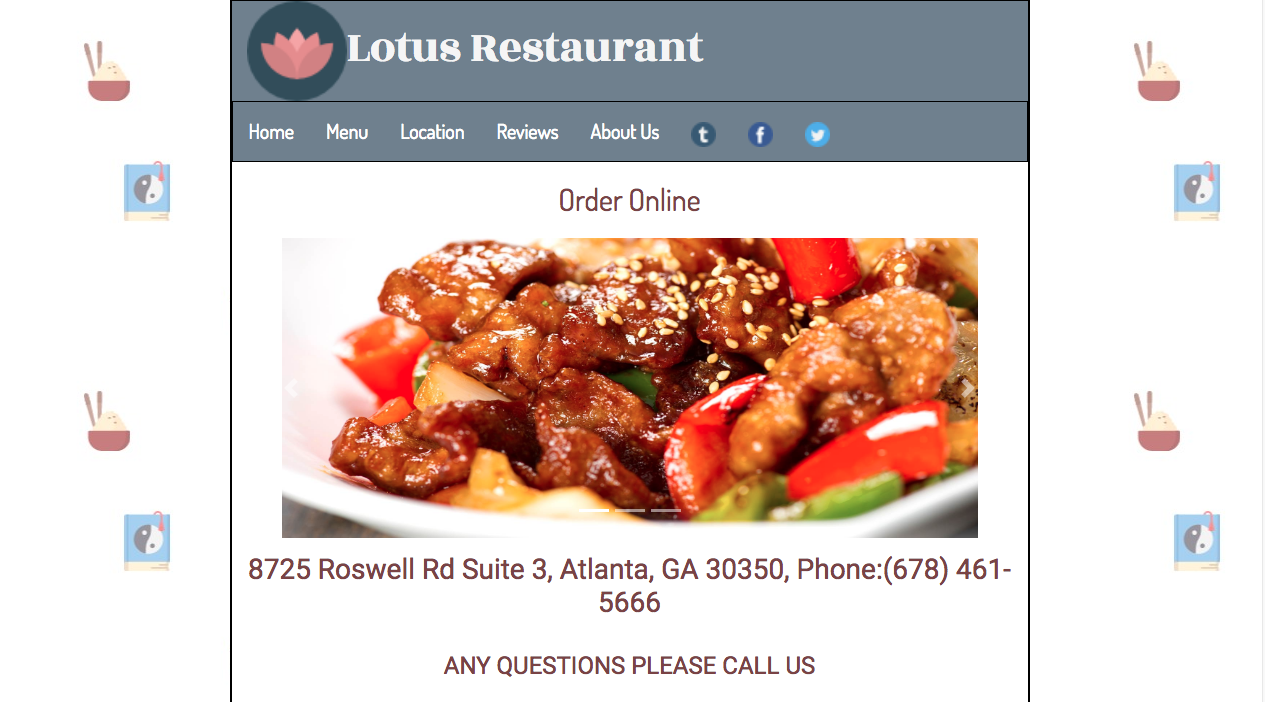 Lotus Restaurant
Home Menu Location Reviews About Us t f
Order Online
8725 Roswell Rd Suite 3, Atlanta, GA 30350, Phone:(678) 461-
5666
ANY QUESTIONS PLEASE CALL US